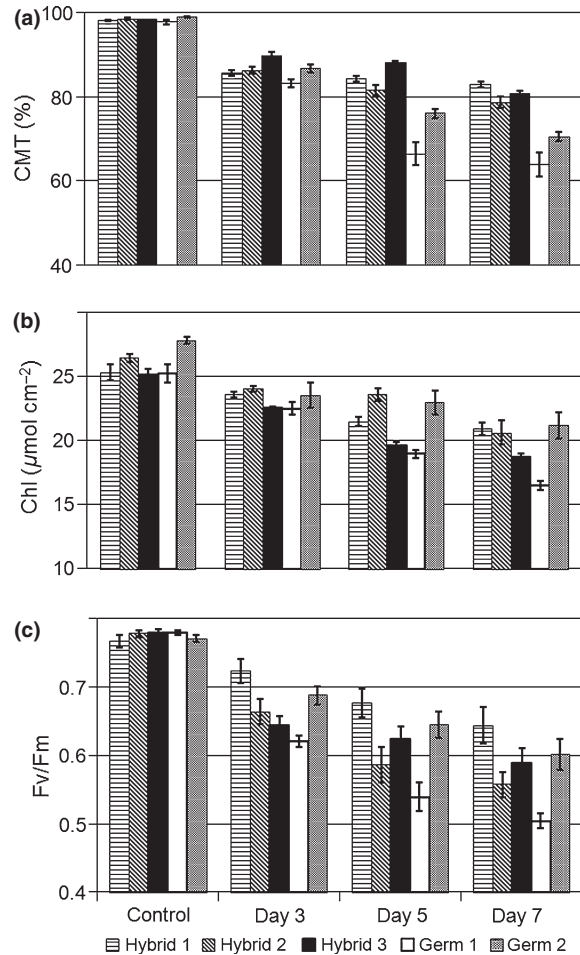 (a)
CMT (%)
100
80
60
40
(b)
Chl (µmol cm⁻²)
25
20
15
10
(c)
Fv/Fm
0.7
0.6
0.5
0.4
Control Day 3 Day 5 Day 7
Hybrid 1 Hybrid 2 Hybrid 3 Germ 1 Germ 2